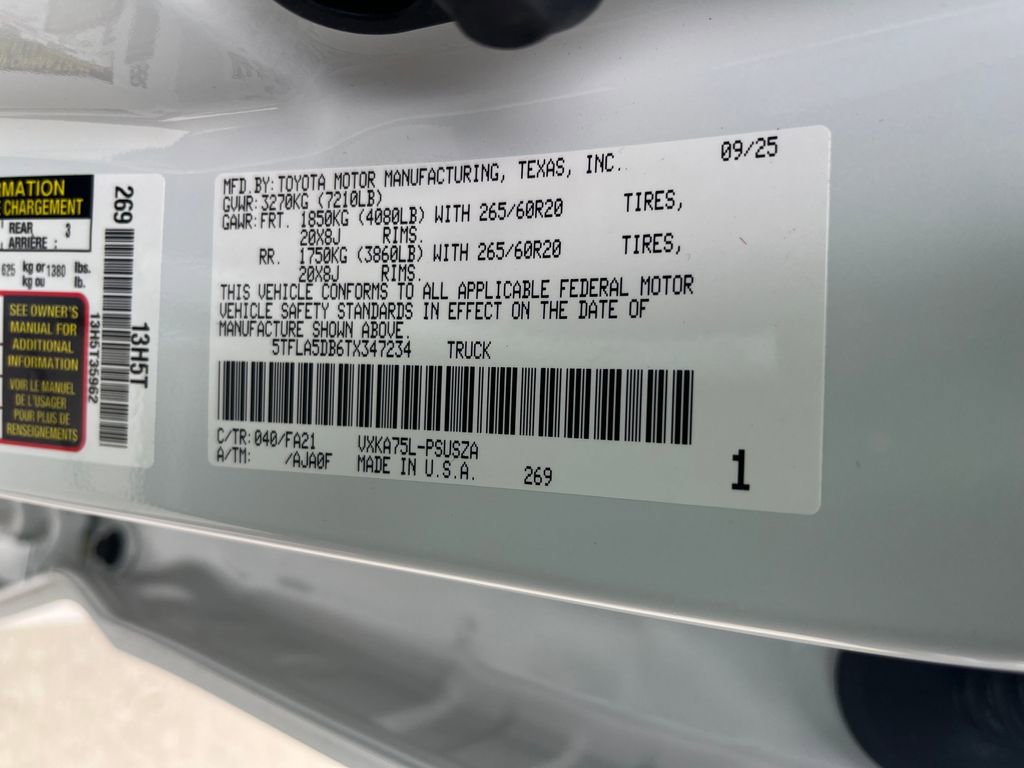 RMATION
E CHARGEMENT
REAR 3
ARRIÈRE :
625 kg or 1380 lbs.
kg ou lb.
SEE OWNER'S
MANUAL FOR
ADDITIONAL
INFORMATION
VOIR LE MANUEL
DE L'USAGER
POUR PLUS DE
RENSEIGNEMENTS
269
13H5T35962
13H5T
MFD.BY:TOYOTA MOTOR MANUFACTURING, TEXAS, INC. 09/25
GVWR:3270KG (7210LB)
GAWR:FRT. 1850KG (4080LB) WITH 265/60R20 TIRES,
20X8J RIMS.
RR. 1750KG (3860LB) WITH 265/60R20 TIRES,
20X8J RIMS.
THIS VEHICLE CONFORMS TO ALL APPLICABLE FEDERAL MOTOR
VEHICLE SAFETY STANDARDS IN EFFECT ON THE DATE OF
MANUFACTURE SHOWN ABOVE.
5TFLA5DB6TX347234 TRUCK
C/TR:040/FA21 VXKA75L-PSUSZA
A/TM: /AJA0F MADE IN U.S.A. 269 1